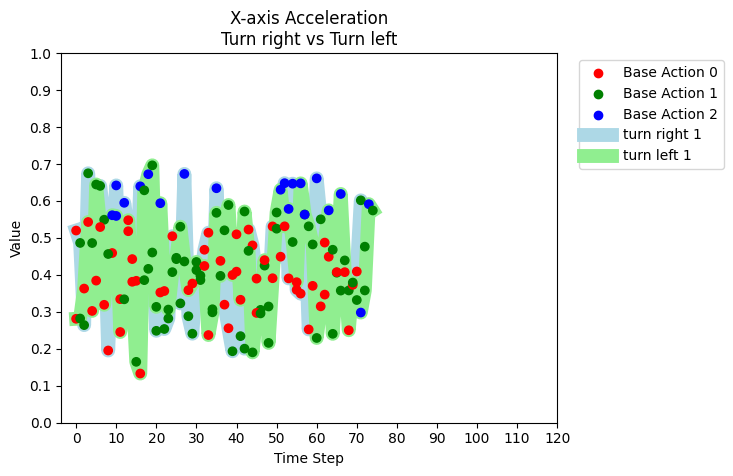 X-axis Acceleration
Turn right vs Turn left
1.0
0.9
0.8
0.7
0.6
0.5
0.4
0.3
0.2
0.1
0.0
Value
0 10 20 30 40 50 60 70 80 90 100 110 120
Time Step
Base Action 0
Base Action 1
Base Action 2
turn right 1
turn left 1